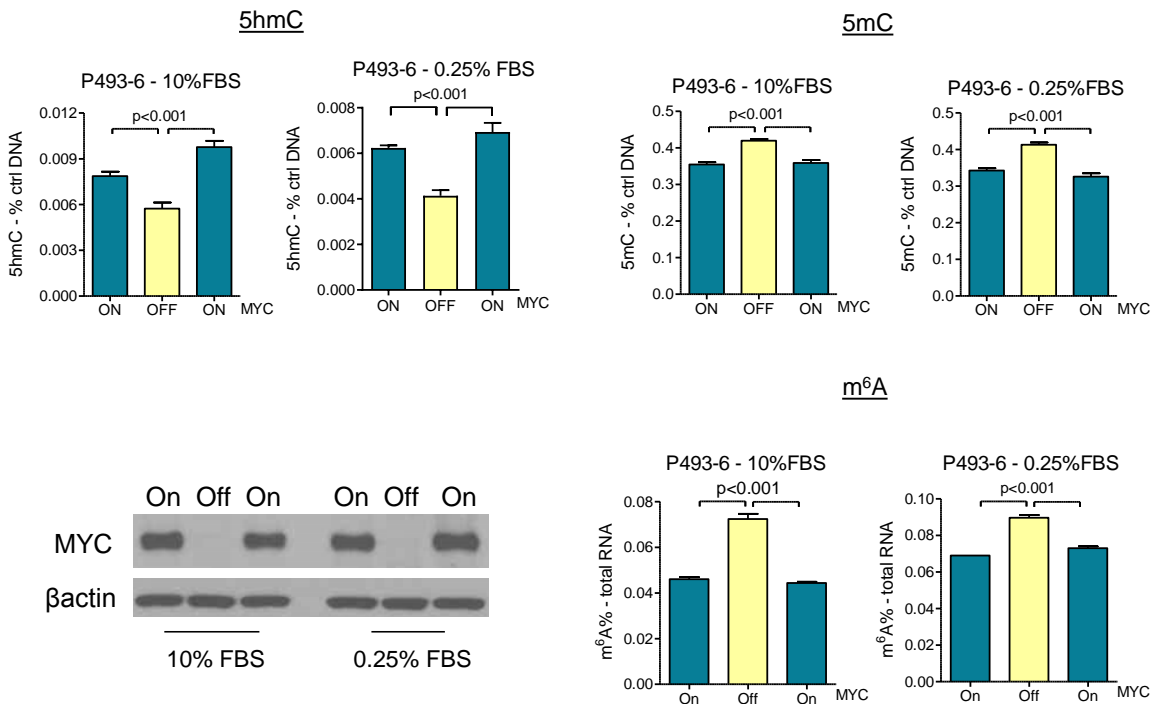 5hmC
P493-6 - 10%FBS
p<0.001
5hmC - % ctrl DNA
0.012
0.009
0.006
0.003
0.000
ON OFF ON MYC
P493-6 - 0.25% FBS
p<0.001
5hmC - % ctrl DNA
0.008
0.006
0.004
0.002
0.000
ON OFF ON MYC
5mC
P493-6 - 10%FBS
p<0.001
5mC - % ctrl DNA
0.5
0.4
0.3
0.2
0.1
0.0
ON OFF ON MYC
P493-6 - 0.25%FBS
p<0.001
5mC - % ctrl DNA
0.5
0.4
0.3
0.2
0.1
0.0
ON OFF ON MYC
On Off On On Off On
MYC
βactin
10% FBS 0.25% FBS
m⁶A
P493-6 - 10%FBS
p<0.001
m⁶A% - total RNA
0.08
0.06
0.04
0.02
0.00
On Off On MYC
P493-6 - 0.25%FBS
p<0.001
m⁶A% - total RNA
0.10
0.08
0.06
0.04
0.02
0.00
On Off On MYC